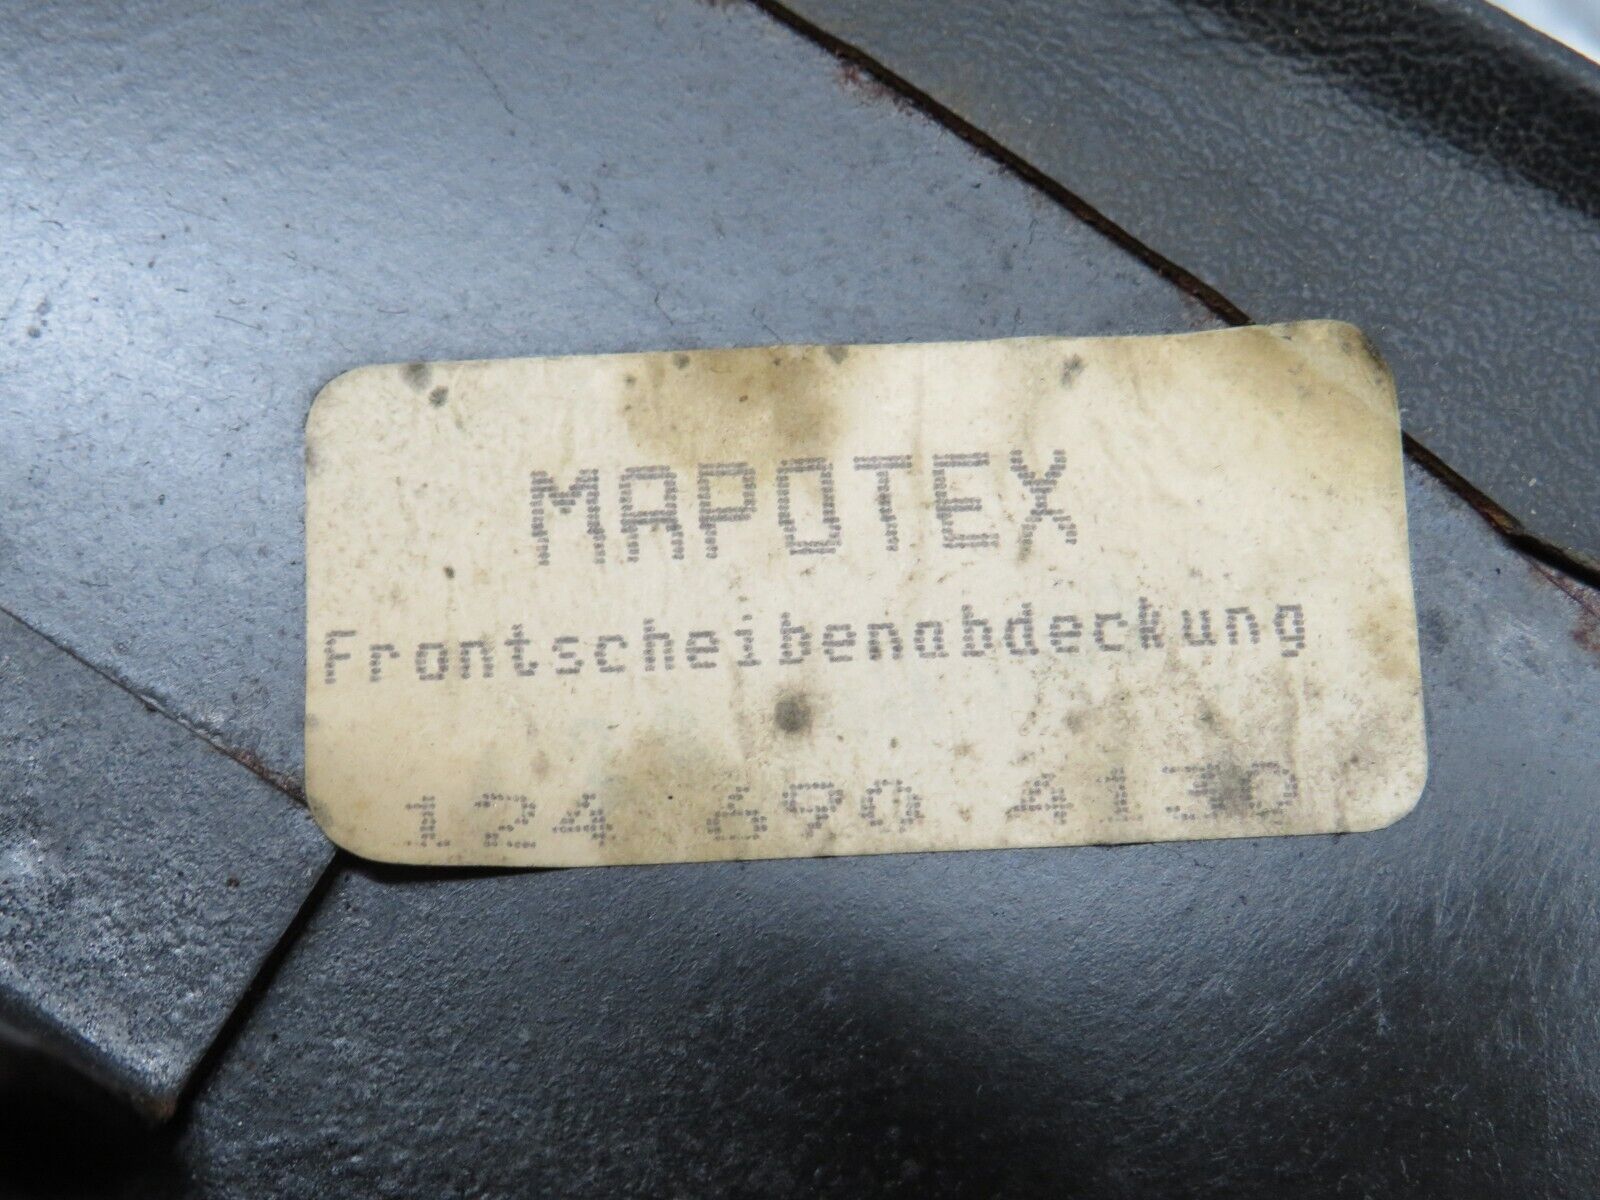 MAPOTEX
Frontscheibenabdeckung
124 690 4130